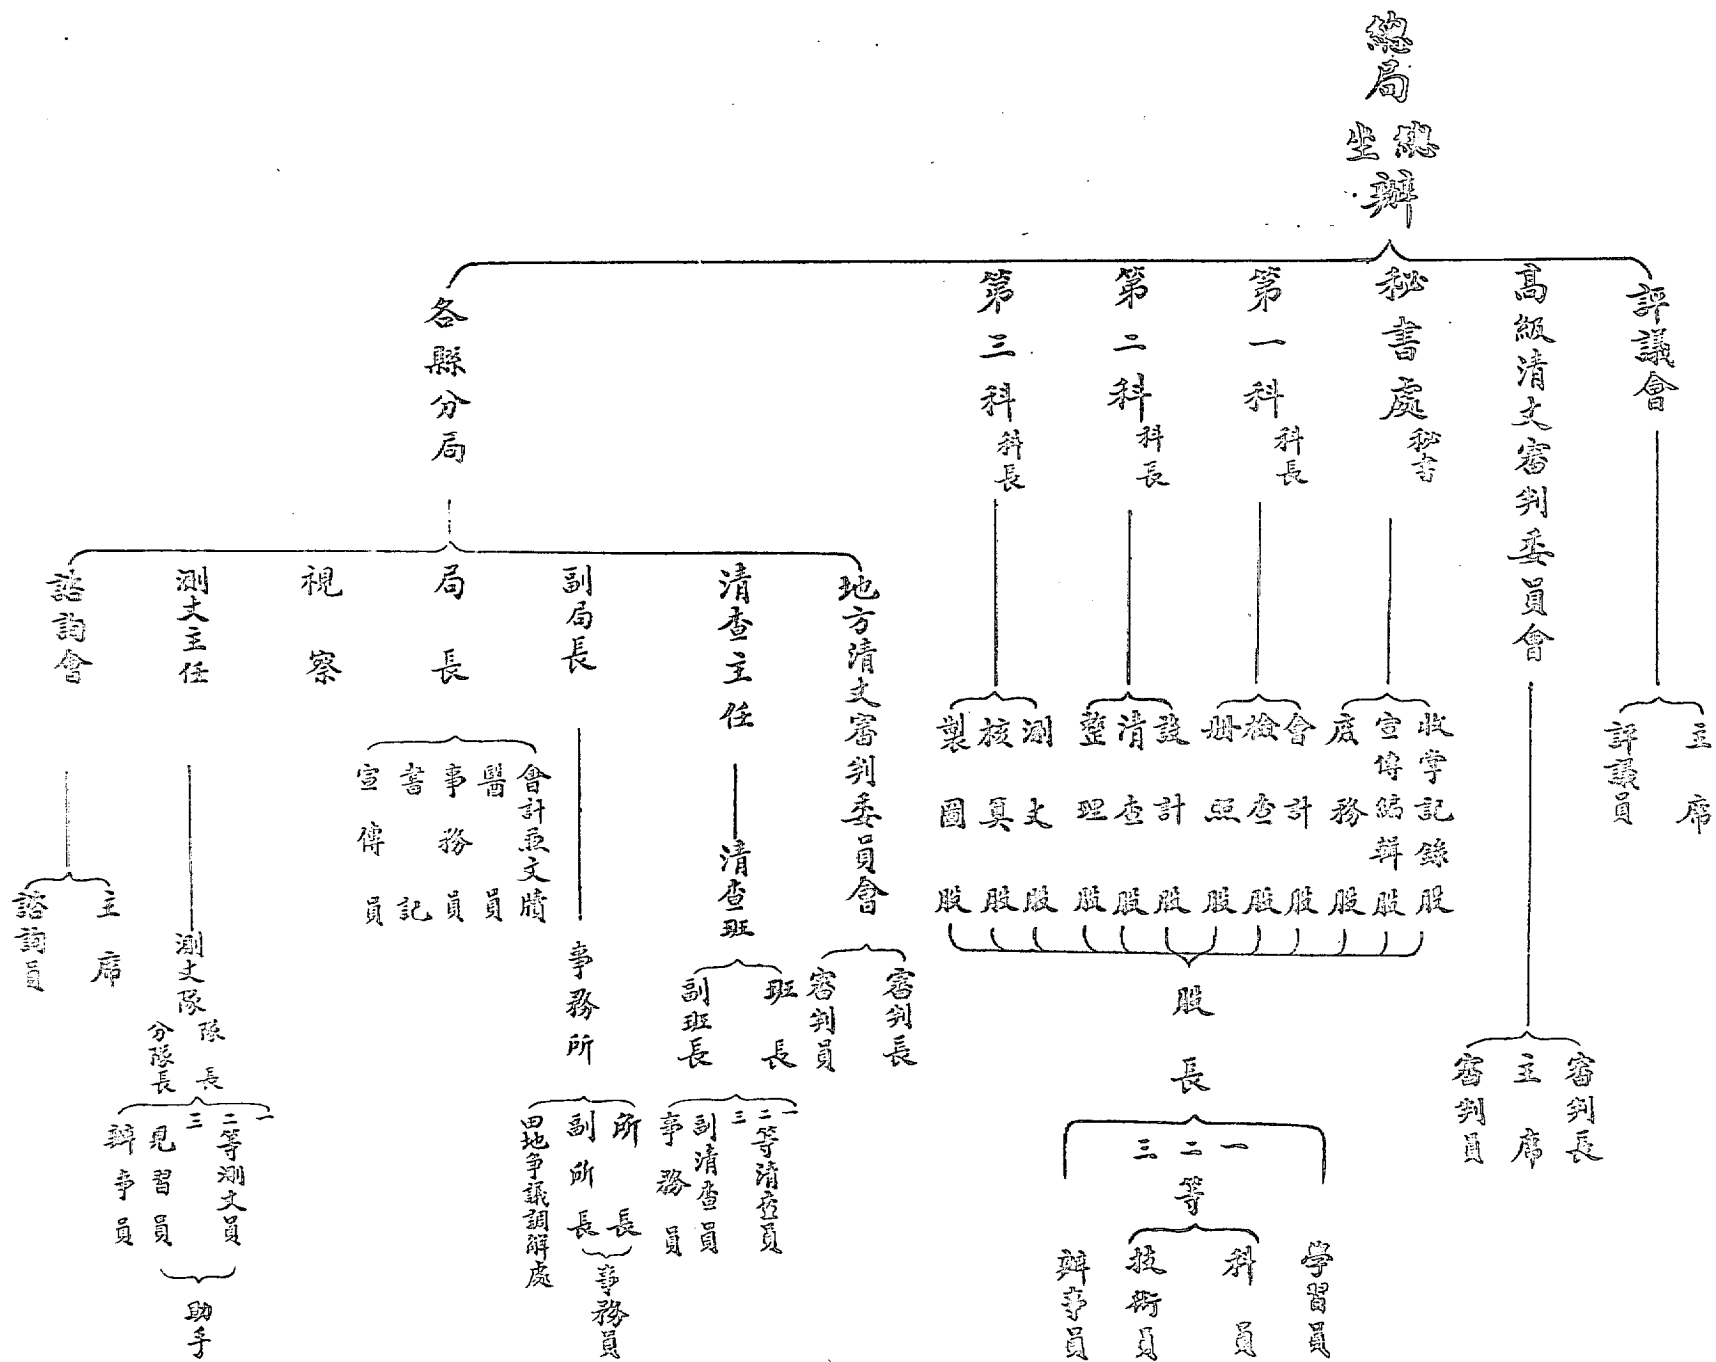 總局
總辦
坐辦
評議會
主席
評議員
高級清丈審判委員會
審判長
主席
審判員
秘書處
秘書
收掌記錄股
宣傳編輯股
庶務股
第一科
科長
會計股
檢查股
冊照股
第二科
科長
設計股
清查股
整理股
第三科
科長
測丈股
核算股
製圖股
股長
學習員
一二三等
科員
技術員
辦事員
各縣分局
地方清丈審判委員會
審判長
審判員
清查主任
清查班
班長
副班長
一二三等清查員
副清查員
事務員
副局長
事務所
所長
副所長
事務員
田地爭議調解處
局長
會計兼文牘
醫員
事務員
書記
宣傳員
視察
測丈主任
測丈隊
隊長
分隊長
一二三等測丈員
見習員
助手
辦事員
諮詢會
主席
諮詢員